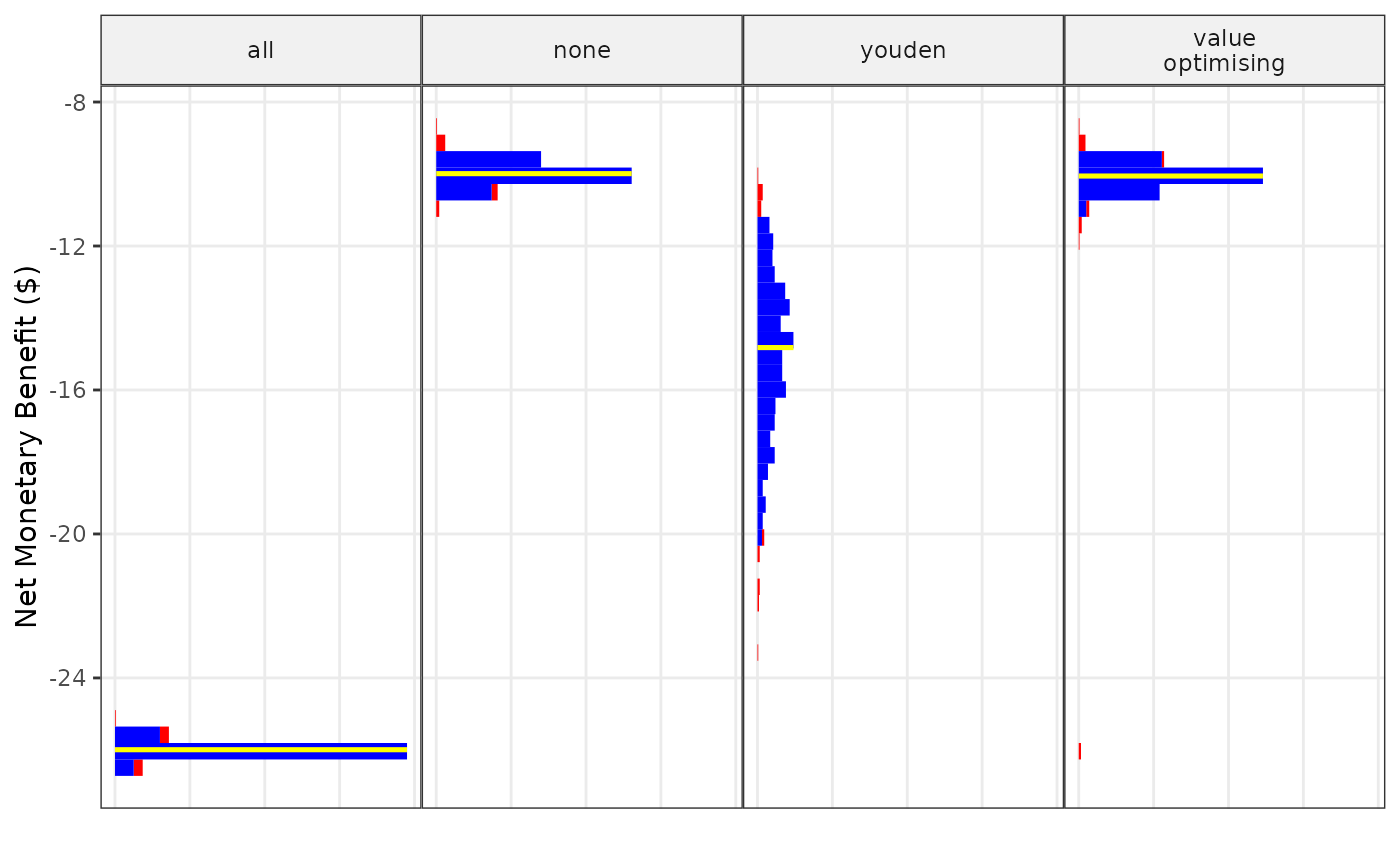 all
none
youden
value
optimising
Net Monetary Benefit ($)
-8
-12
-16
-20
-24